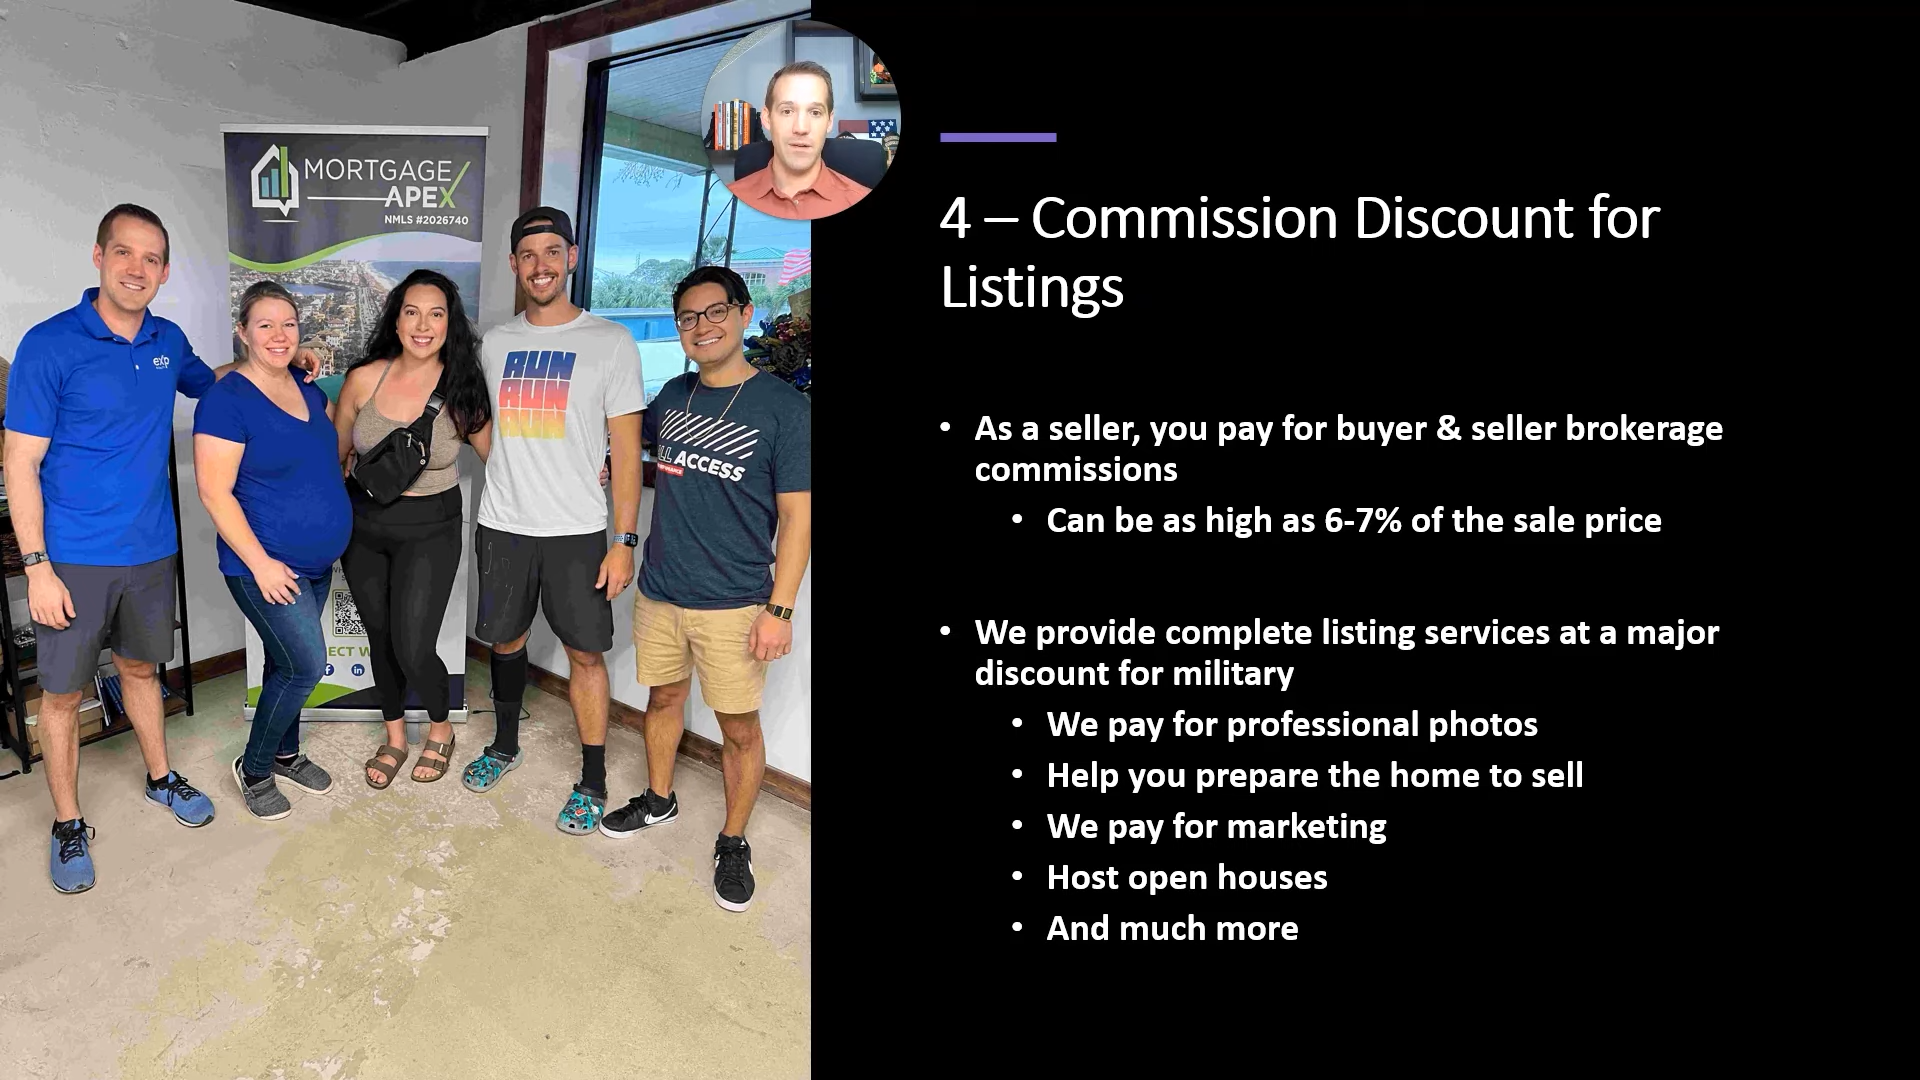 MORTGAGE
APEX
NMLS #2026740
exp
RUN
RUN
RUN
ACCESS
4 – Commission Discount for
Listings
• As a seller, you pay for buyer & seller brokerage
commissions
• Can be as high as 6-7% of the sale price
• We provide complete listing services at a major
discount for military
• We pay for professional photos
• Help you prepare the home to sell
• We pay for marketing
• Host open houses
• And much more